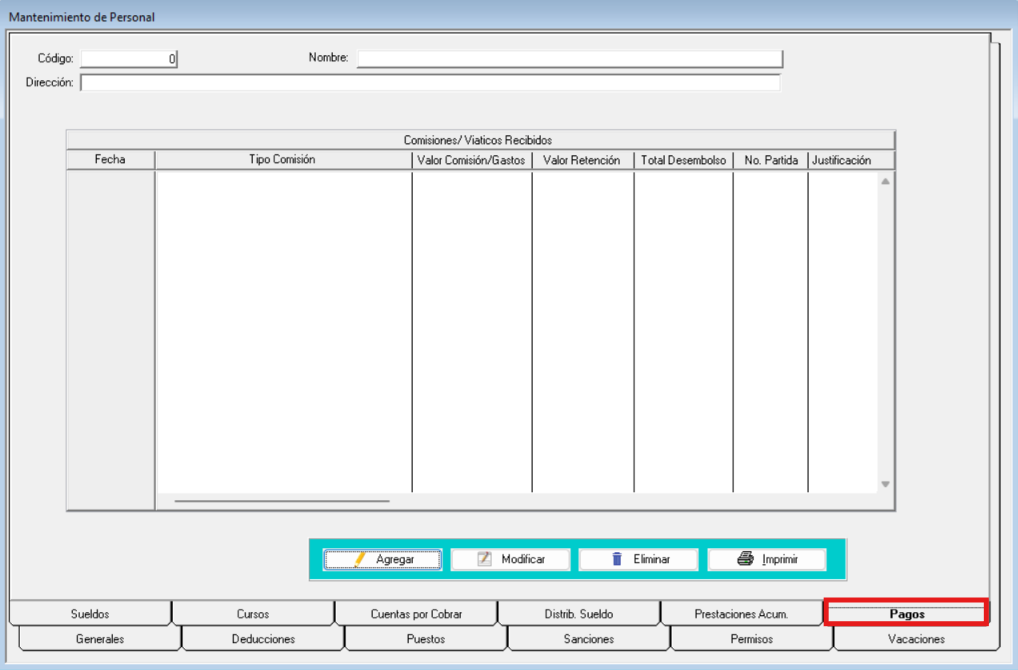 Mantenimiento de Personal
Código: 0 Nombre:
Dirección:
Comisiones/ Viaticos Recibidos
Fecha Tipo Comisión Valor Comisión/Gastos Valor Retención Total Desembolso No. Partida Justificación
Agregar Modificar Eliminar Imprimir
Sueldos Cursos Cuentas por Cobrar Distrib. Sueldo Prestaciones Acum. Pagos
Generales Deducciones Puestos Sanciones Permisos Vacaciones